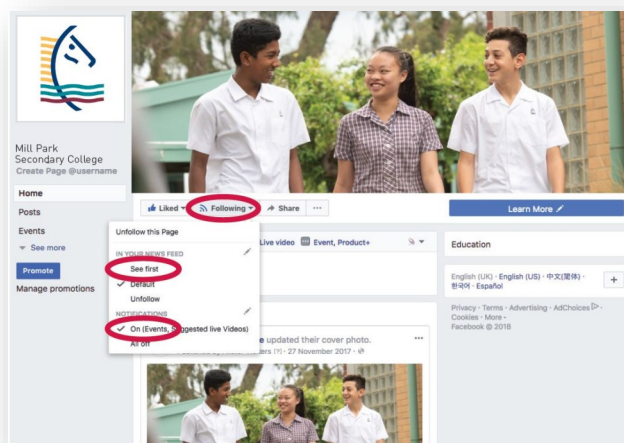 Mill Park
Secondary College
Create Page @username
Home
Posts
Events
See more
Promote
Manage promotions
Liked Following Share ...
Learn More
Unfollow this Page
IN YOUR NEWS FEED
See first
Default
Unfollow
NOTIFICATIONS
On (Events, Suggested live Videos)
All off
Live video Event, Product+
updated their cover photo.
(?) · 27 November 2017 ·
Education
English (UK) · English (US) · 中文(简体) ·
한국어 · Español
+
Privacy · Terms · Advertising · AdChoices ·
Cookies · More ·
Facebook © 2018